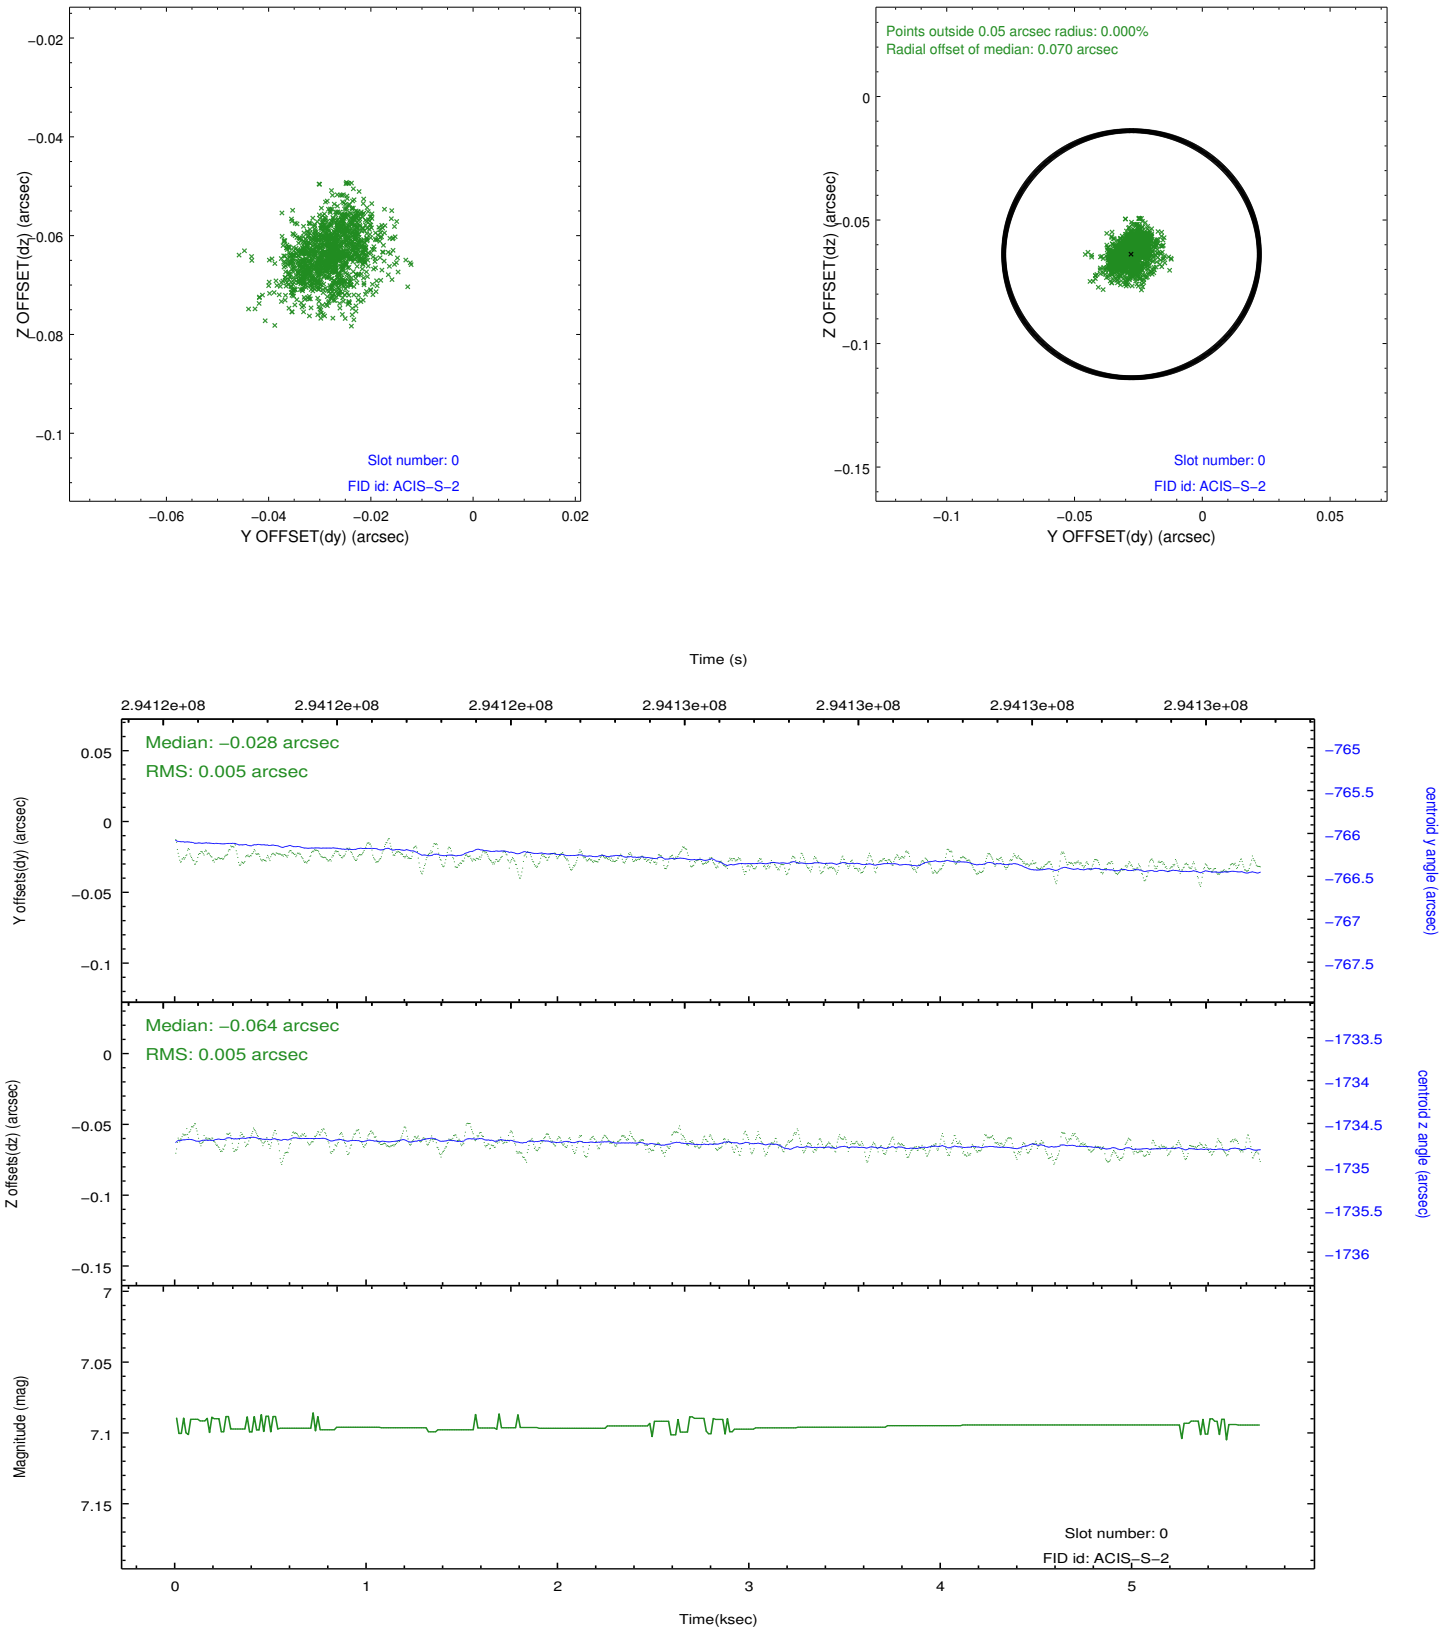 −0.02
−0.04
−0.06
−0.08
−0.1
Z OFFSET(dz) (arcsec)
Slot number: 0
FID id: ACIS−S−2
−0.06
−0.04
−0.02
0
0.02
Y OFFSET(dy) (arcsec)
Points outside 0.05 arcsec radius: 0.000%
Radial offset of median: 0.070 arcsec
0
−0.05
−0.1
−0.15
Z OFFSET(dz) (arcsec)
Slot number: 0
FID id: ACIS−S−2
−0.1
−0.05
0
0.05
Y OFFSET(dy) (arcsec)
Time (s)
2.9412e+08
2.9412e+08
2.9412e+08
2.9413e+08
2.9413e+08
2.9413e+08
2.9413e+08
Median: −0.028 arcsec
RMS: 0.005 arcsec
0.05
0
−0.05
−0.1
Y offsets(dy) (arcsec)
−765
−765.5
−766
−766.5
−767
−767.5
centroid y angle (arcsec)
Median: −0.064 arcsec
RMS: 0.005 arcsec
0
−0.05
−0.1
−0.15
Z offsets(dz) (arcsec)
−1733.5
−1734
−1734.5
−1735
−1735.5
−1736
centroid z angle (arcsec)
7
7.05
7.1
7.15
Magnitude (mag)
Slot number: 0
FID id: ACIS−S−2
0
1
2
3
4
5
Time(ksec)